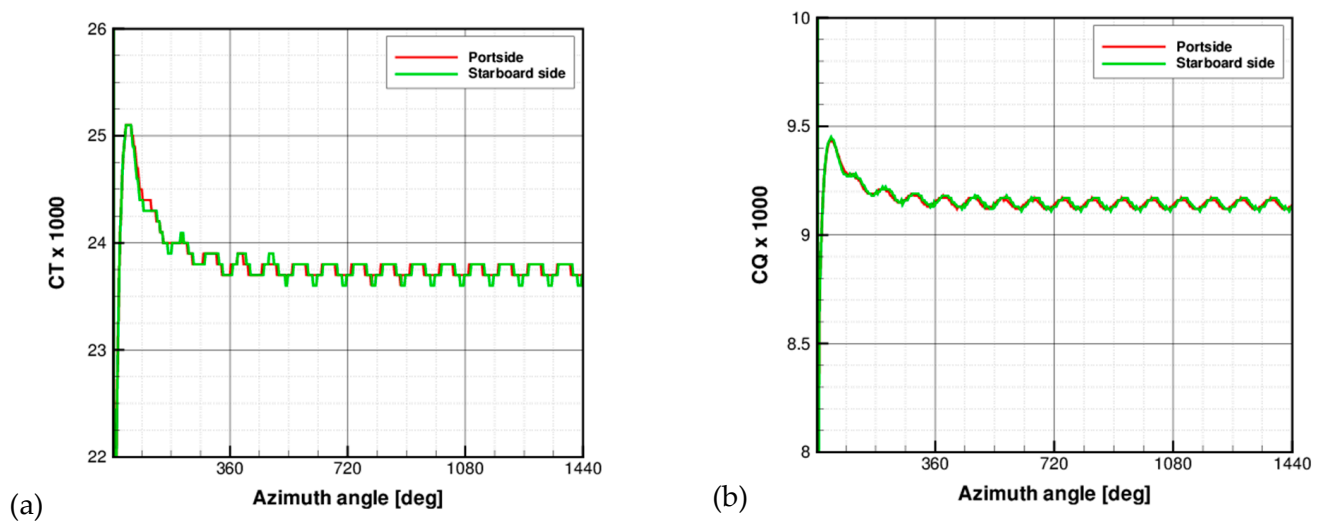 26
25
24
23
22
CT x 1000
Portside
Starboard side
360
720
1080
1440
Azimuth angle [deg]
(a)
10
9.5
9
8.5
8
CQ x 1000
Portside
Starboard side
360
720
1080
1440
Azimuth angle [deg]
(b)